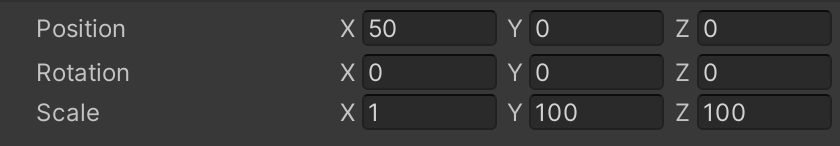 Position X 50 Y 0 Z 0
Rotation X 0 Y 0 Z 0
Scale X 1 Y 100 Z 100